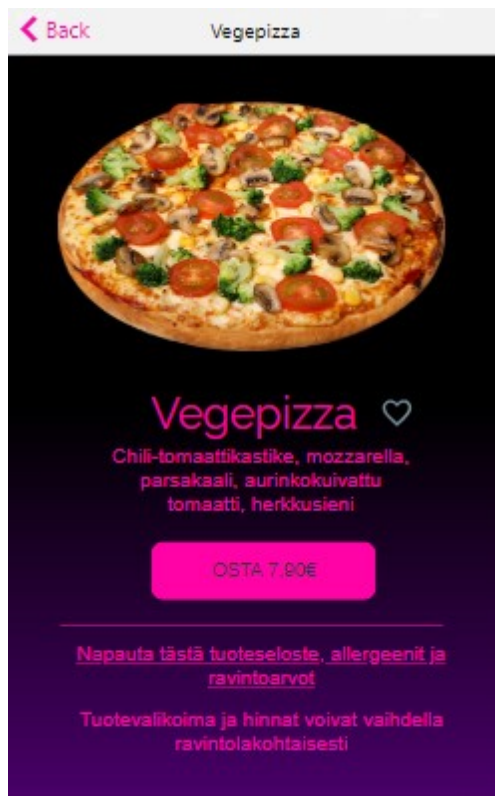 Back
Vegepizza
Vegepizza
Chili-tomaattikastike, mozzarella,
parsakaali, aurinkokuivattu
tomaatti, herkkusieni
OSTA 7,90€
Napauta tästä tuoteseloste, allergeenit ja
ravintoarvot
Tuotevalikoima ja hinnat voivat vaihdella
ravintolakohtaisesti